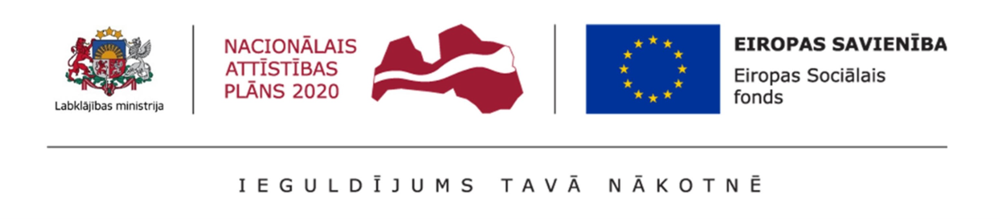 Labklājības ministrija
NACIONĀLAIS
ATTĪSTĪBAS
PLĀNS 2020
EIROPAS SAVIENĪBA
Eiropas Sociālais
fonds
IEGULDĪJUMS TAVĀ NĀKOTNĒ